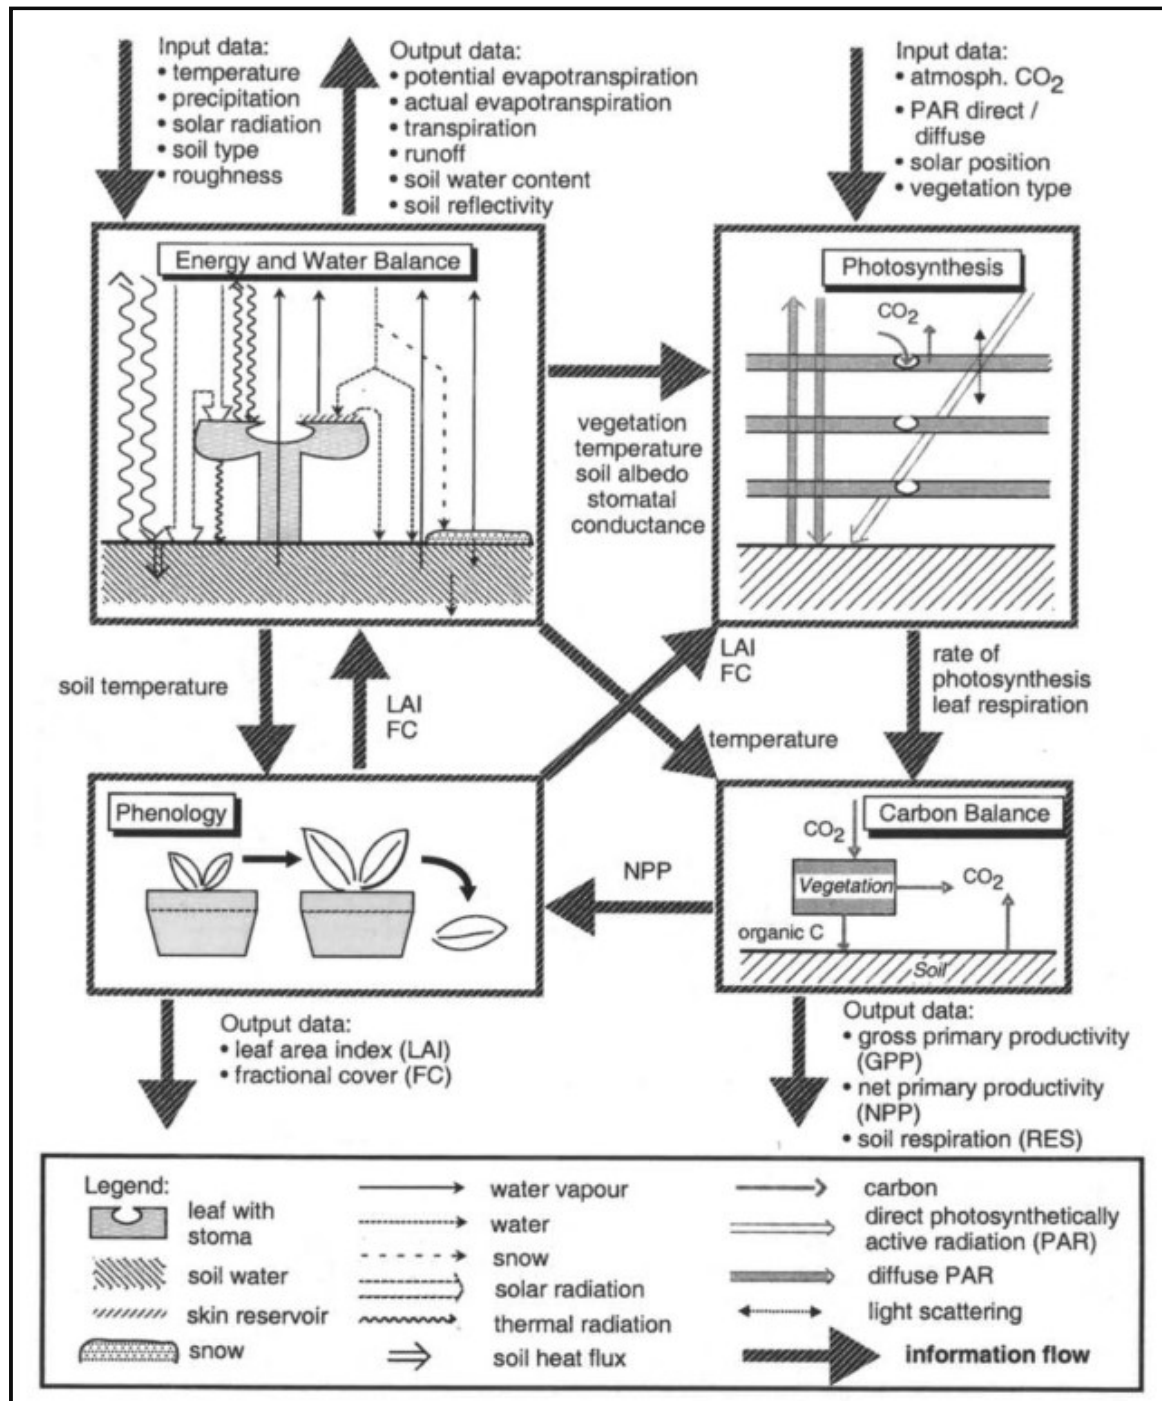 Input data:
• temperature
• precipitation
• solar radiation
• soil type
• roughness
Output data:
• potential evapotranspiration
• actual evapotranspiration
• transpiration
• runoff
• soil water content
• soil reflectivity
Input data:
• atmosph. CO2
• PAR direct /
diffuse
• solar position
• vegetation type
Energy and Water Balance
Photosynthesis
CO2
vegetation
temperature
soil albedo
stomatal
conductance
soil temperature
LAI
FC
LAI
FC
temperature
rate of
photosynthesis
leaf respiration
Phenology
NPP
Carbon Balance
CO2
Vegetation
CO2
organic C
Soil
Output data:
• leaf area index (LAI)
• fractional cover (FC)
Output data:
• gross primary productivity
(GPP)
• net primary productivity
(NPP)
• soil respiration (RES)
Legend:
leaf with
stoma
soil water
skin reservoir
snow
water vapour
water
snow
solar radiation
thermal radiation
soil heat flux
carbon
direct photosynthetically
active radiation (PAR)
diffuse PAR
light scattering
information flow